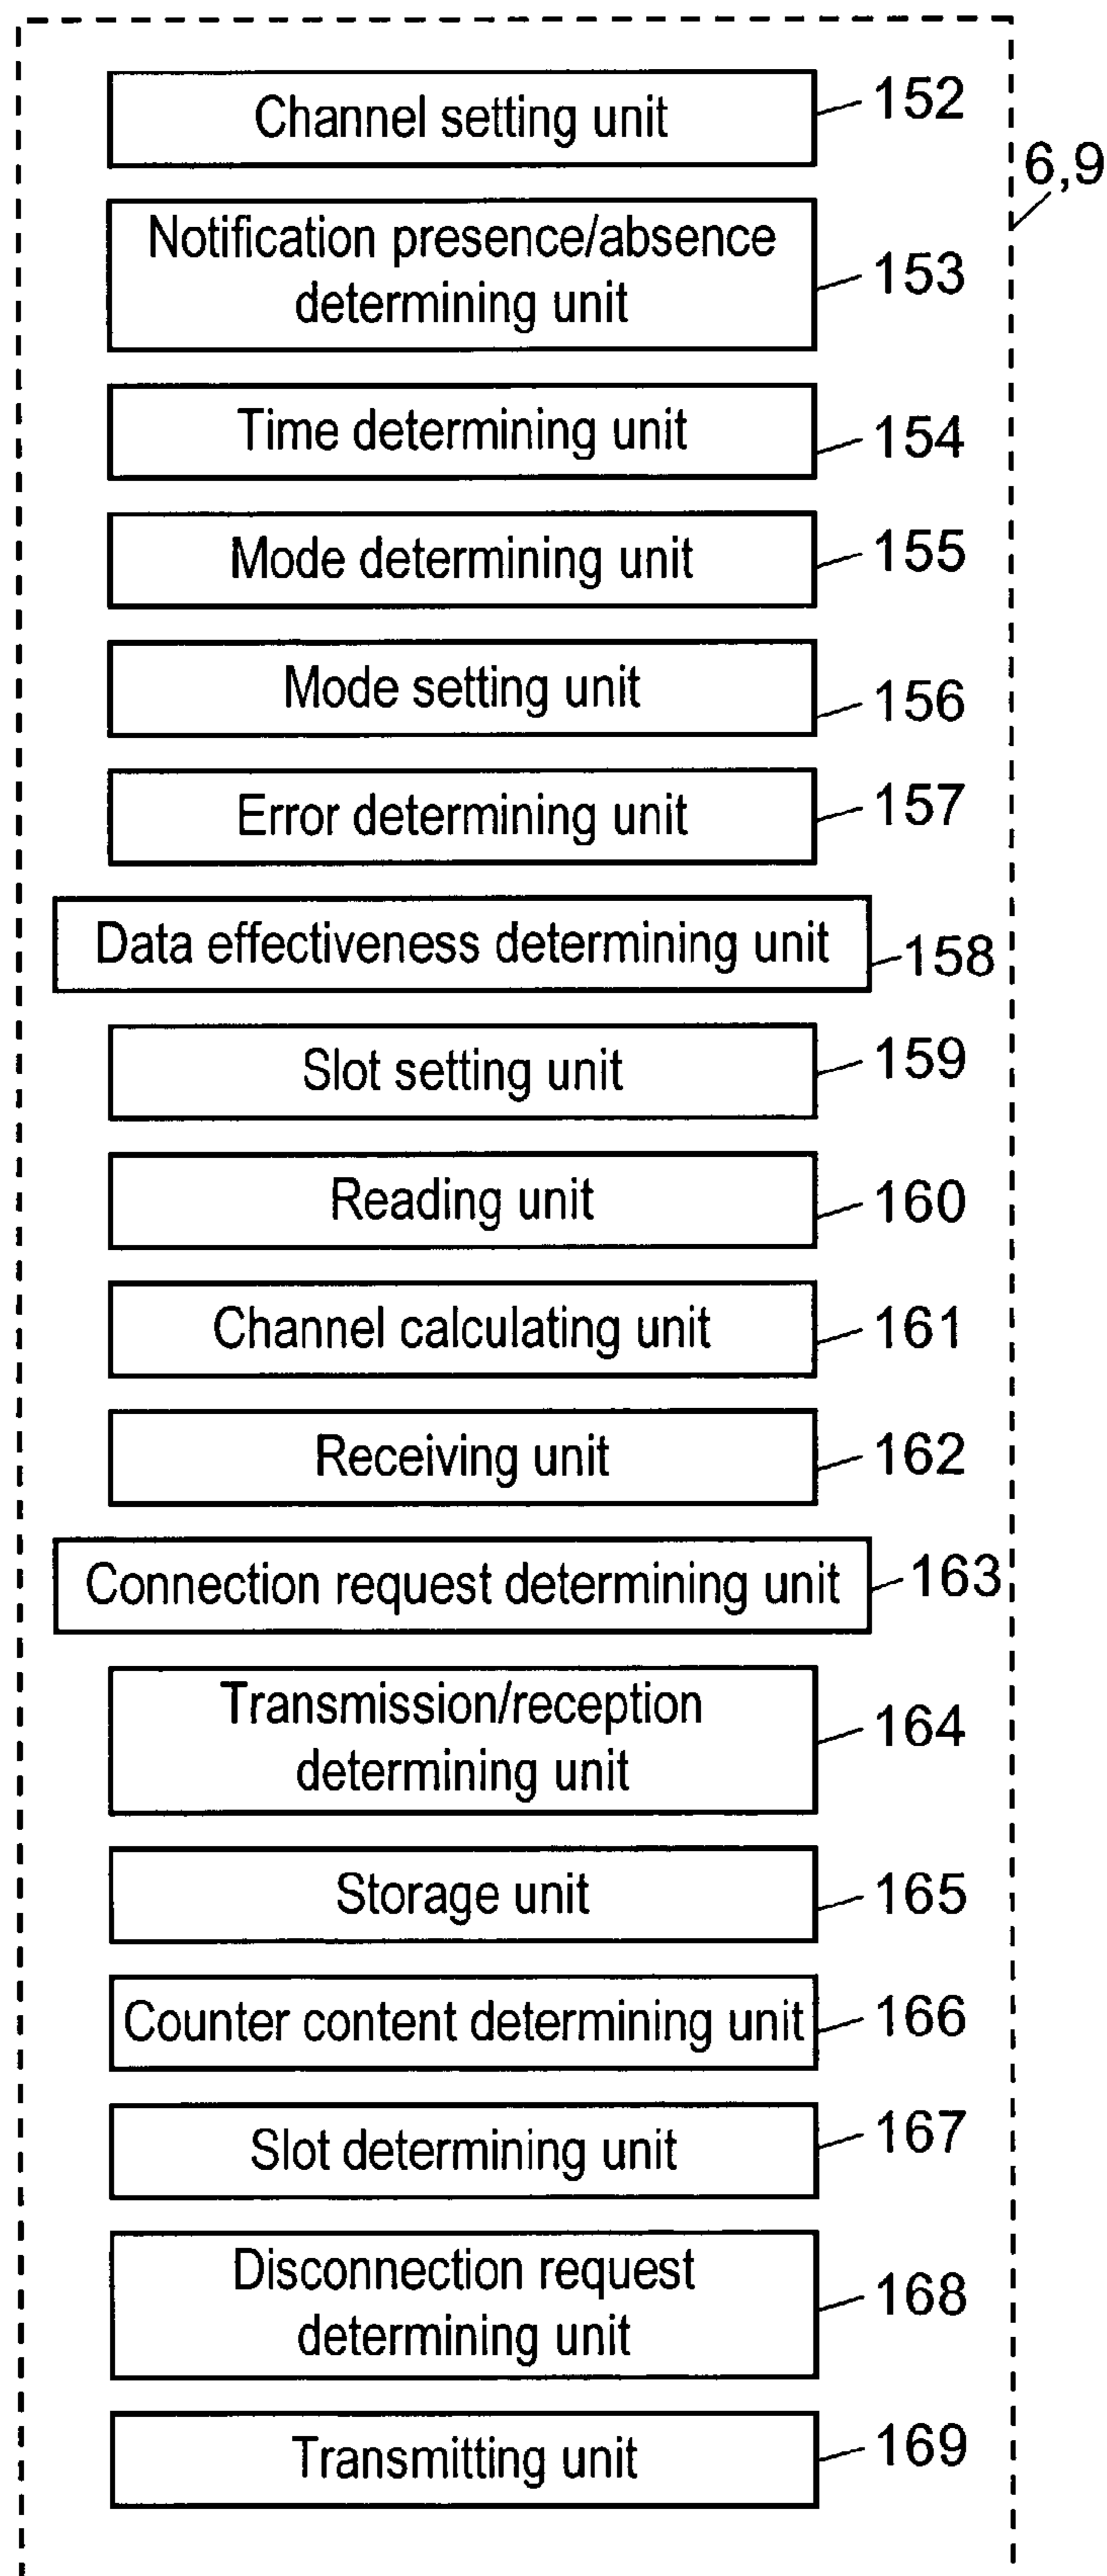 Channel setting unit 152
6,9
Notification presence/absence
determining unit 153
Time determining unit 154
Mode determining unit 155
Mode setting unit 156
Error determining unit 157
Data effectiveness determining unit 158
Slot setting unit 159
Reading unit 160
Channel calculating unit 161
Receiving unit 162
Connection request determining unit 163
Transmission/reception
determining unit 164
Storage unit 165
Counter content determining unit 166
Slot determining unit 167
Disconnection request
determining unit 168
Transmitting unit 169